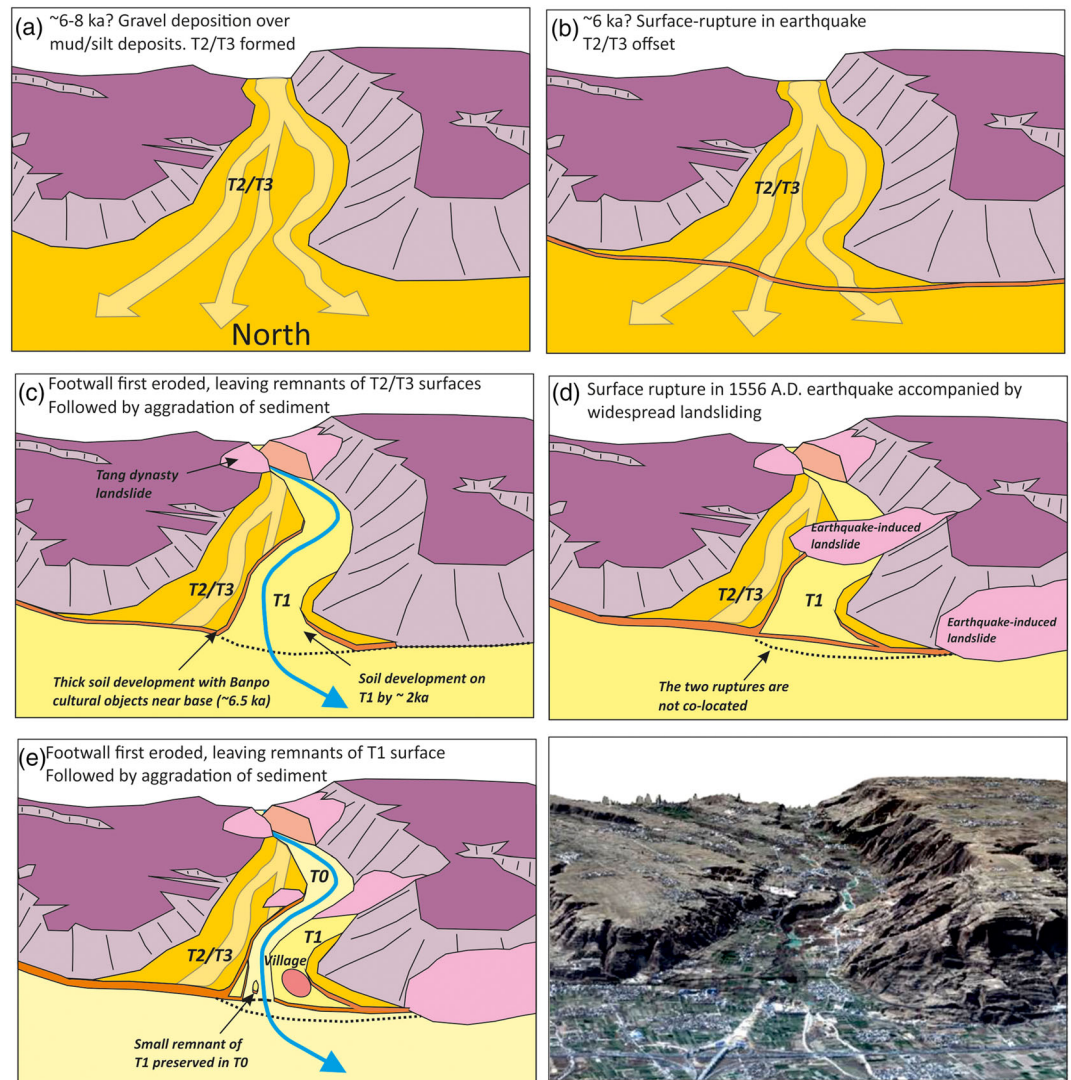 (a) ~6-8 ka? Gravel deposition over
mud/silt deposits. T2/T3 formed
T2/T3
North
(b) ~6 ka? Surface-rupture in earthquake
T2/T3 offset
T2/T3
(c) Footwall first eroded, leaving remnants of T2/T3 surfaces
Followed by aggradation of sediment
Tang dynasty
landslide
T2/T3
T1
Thick soil development with Banpo
cultural objects near base (~6.5 ka)
Soil development on
T1 by ~ 2ka
(d) Surface rupture in 1556 A.D. earthquake accompanied by
widespread landsliding
Earthquake-induced
landslide
T2/T3
T1
Earthquake-induced
landslide
The two ruptures are
not co-located
(e) Footwall first eroded, leaving remnants of T1 surface
Followed by aggradation of sediment
T0
T1
T2/T3
Village
Small remnant of
T1 preserved in T0